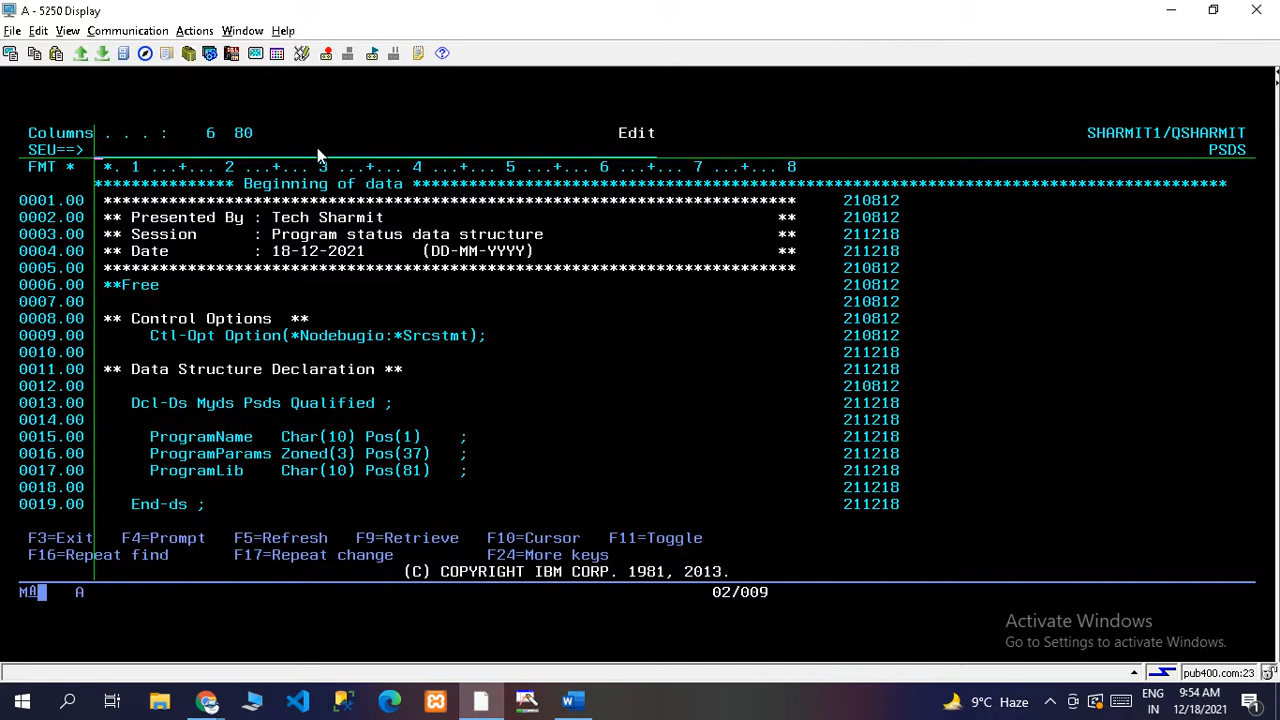 A - 5250 Display
File Edit View Communication Actions Window Help
Columns . . . : 6 80 Edit SHARMIT1/QSHARMIT
SEU==> PSDS
FMT * *. 1 ...+... 2 ...+... 3 ...+... 4 ...+... 5 ...+... 6 ...+... 7 ...+... 8
*************** Beginning of data ****************************************************************************************
0001.00 ************************************************************************** 210812
0002.00 ** Presented By : Tech Sharmit ** 210812
0003.00 ** Session : Program status data structure ** 211218
0004.00 ** Date : 18-12-2021 (DD-MM-YYYY) ** 211218
0005.00 ************************************************************************** 210812
0006.00 **Free 210812
0007.00 210812
0008.00 ** Control Options ** 210812
0009.00 Ctl-Opt Option(*Nodebugio:*Srcstmt); 210812
0010.00 211218
0011.00 ** Data Structure Declaration ** 211218
0012.00 210812
0013.00 Dcl-Ds Myds Psds Qualified ; 211218
0014.00 211218
0015.00 ProgramName Char(10) Pos(1) ; 211218
0016.00 ProgramParams Zoned(3) Pos(37) ; 211218
0017.00 ProgramLib Char(10) Pos(81) ; 211218
0018.00 211218
0019.00 End-ds ; 211218
F3=Exit F4=Prompt F5=Refresh F9=Retrieve F10=Cursor F11=Toggle
F16=Repeat find F17=Repeat change F24=More keys
(C) COPYRIGHT IBM CORP. 1981, 2013.
MA A 02/009
Activate Windows
Go to Settings to activate Windows.
pub400.com:23
9°C Haze ENG 9:54 AM
IN 12/18/2021